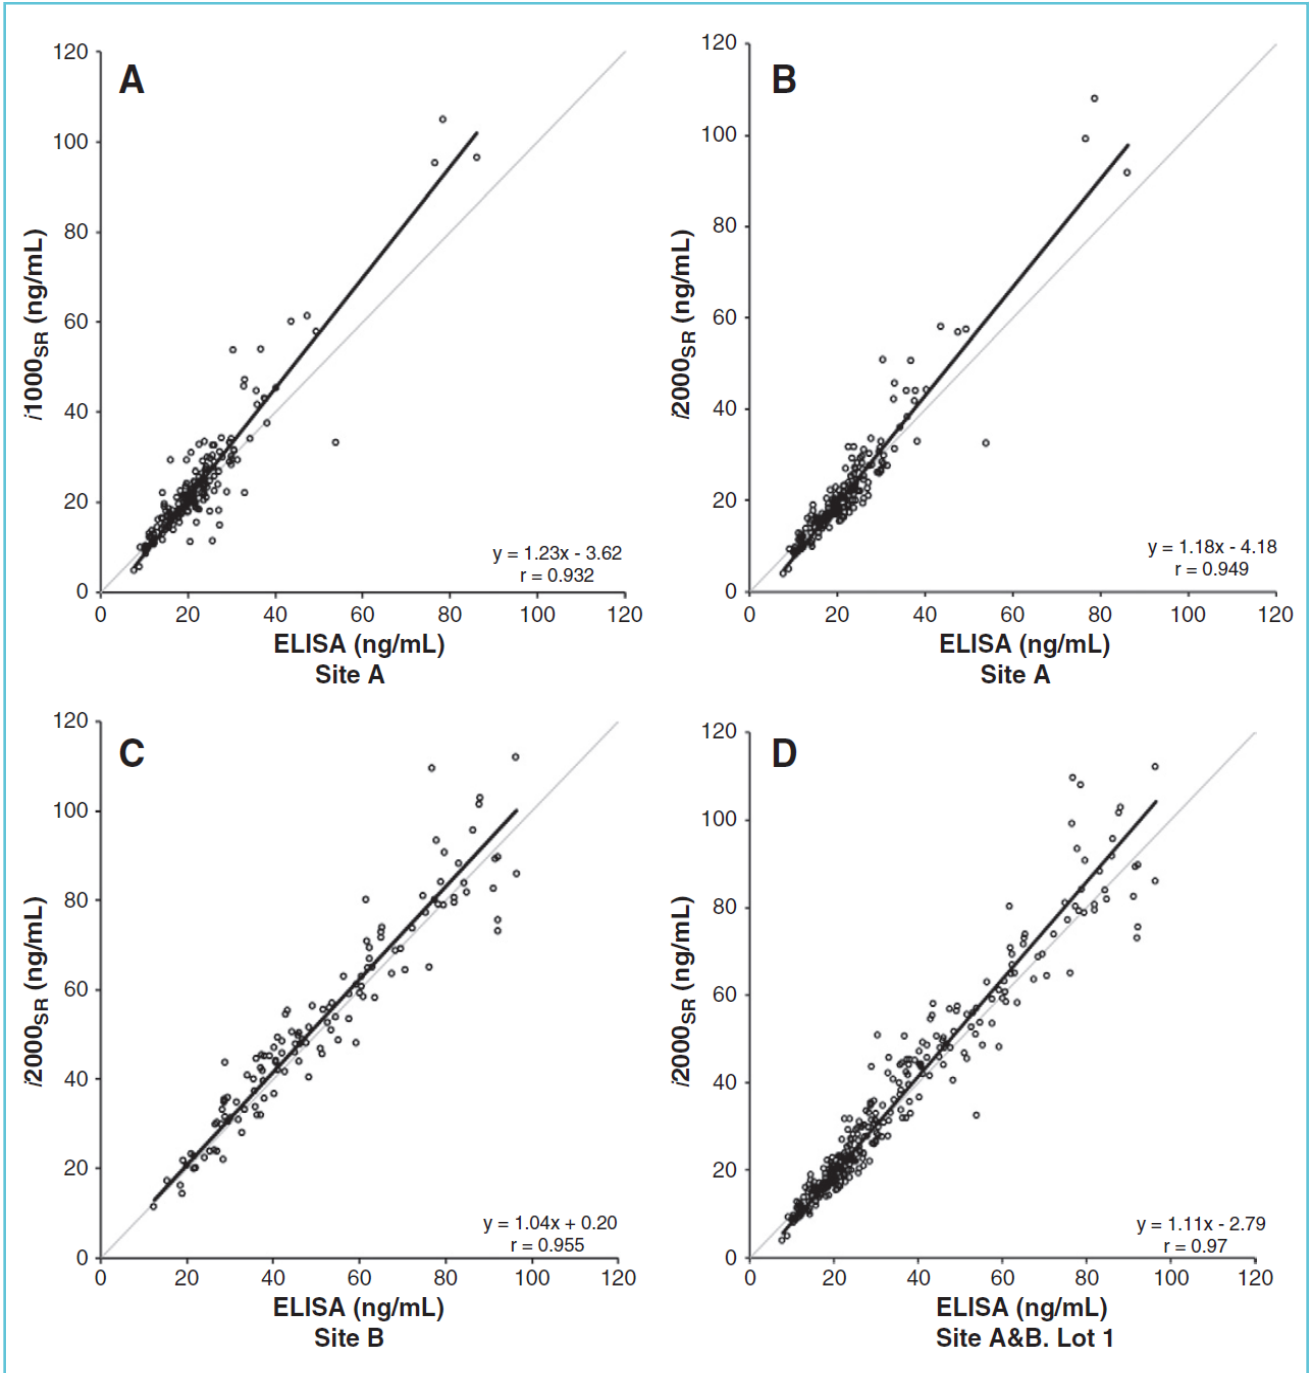 A
120
100
80
60
40
20
0
i1000SR (ng/mL)
y = 1.23x - 3.62
r = 0.932
0 20 40 60 80 100 120
ELISA (ng/mL)
Site A
B
120
100
80
60
40
20
0
i2000SR (ng/mL)
y = 1.18x - 4.18
r = 0.949
0 20 40 60 80 100 120
ELISA (ng/mL)
Site A
C
120
100
80
60
40
20
0
i2000SR (ng/mL)
y = 1.04x + 0.20
r = 0.955
0 20 40 60 80 100 120
ELISA (ng/mL)
Site B
D
120
100
80
60
40
20
0
i2000SR (ng/mL)
y = 1.11x - 2.79
r = 0.97
0 20 40 60 80 100 120
ELISA (ng/mL)
Site A&B. Lot 1